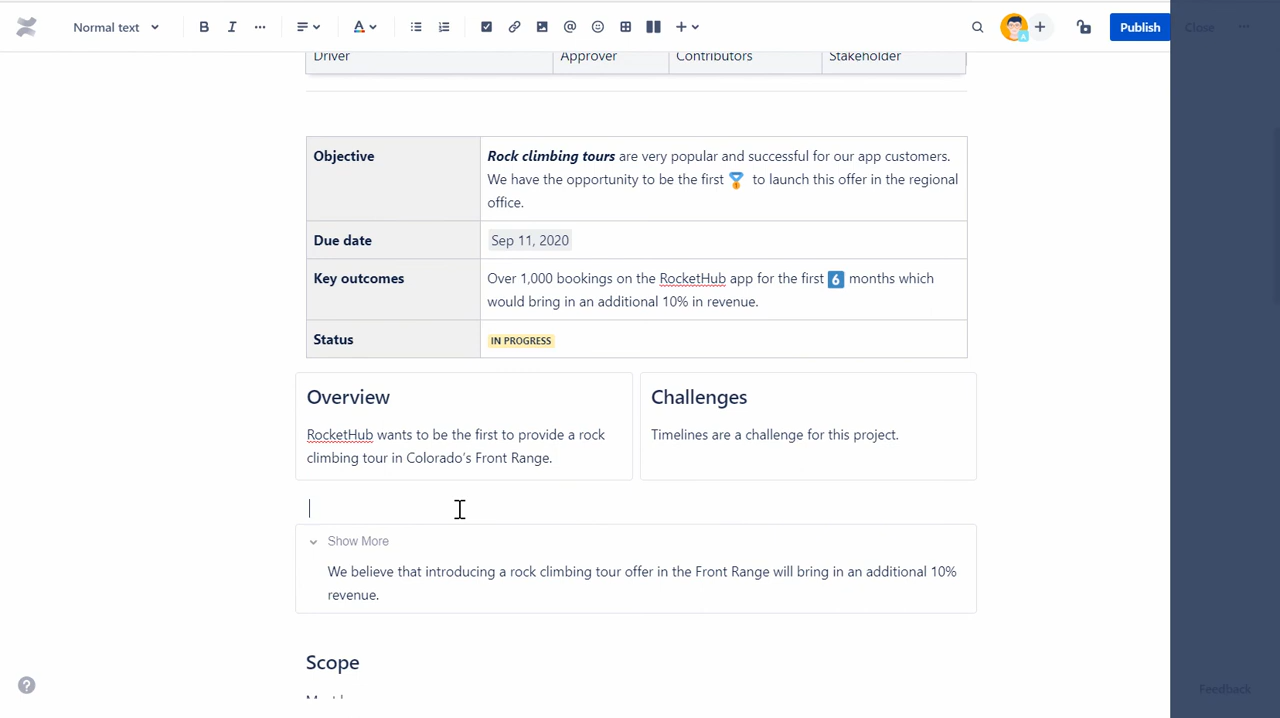 Normal text
Publish
Close
Driver Approver Contributors Stakeholder
Objective
Rock climbing tours are very popular and successful for our app customers.
We have the opportunity to be the first to launch this offer in the regional
office.
Due date
Sep 11, 2020
Key outcomes
Over 1,000 bookings on the RocketHub app for the first 6 months which
would bring in an additional 10% in revenue.
Status
IN PROGRESS
Overview
RocketHub wants to be the first to provide a rock
climbing tour in Colorado's Front Range.
Challenges
Timelines are a challenge for this project.
Show More
We believe that introducing a rock climbing tour offer in the Front Range will bring in an additional 10%
revenue.
Scope
Feedback